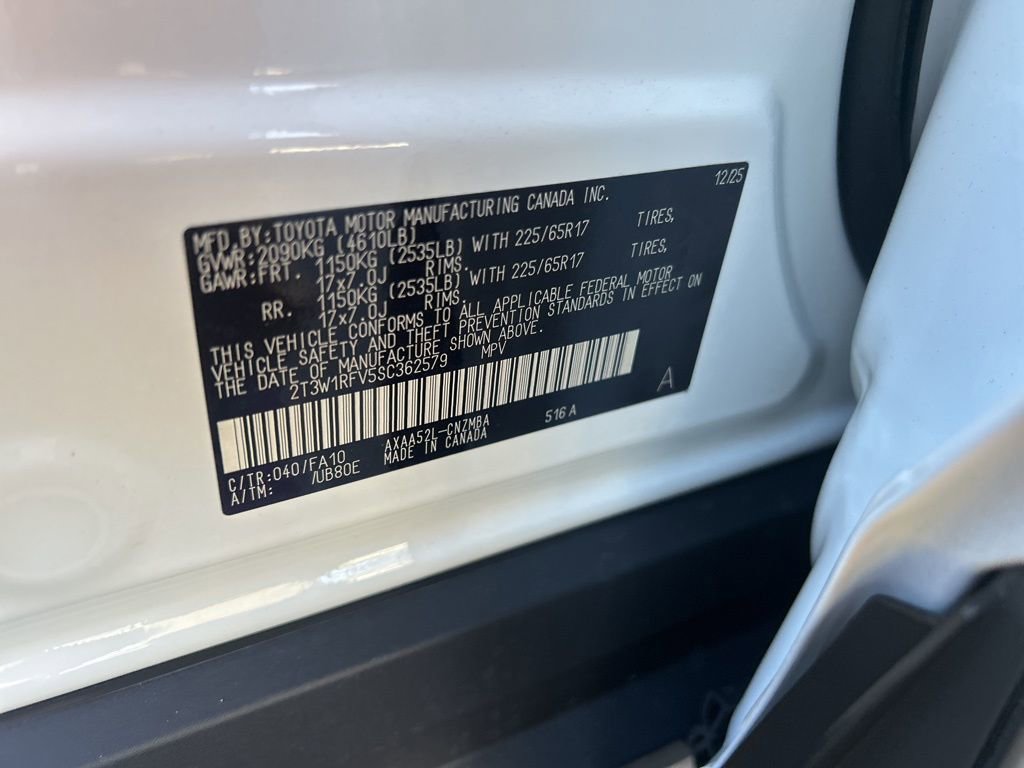 12/25
MFD.BY:TOYOTA MOTOR MANUFACTURING CANADA INC.
GVWR:2090KG (4610LB)
GAWR:FRT. 1150KG (2535LB) WITH 225/65R17 TIRES,
17x7.0J RIMS.
RR. 1150KG (2535LB) WITH 225/65R17 TIRES,
17x7.0J RIMS.
THIS VEHICLE CONFORMS TO ALL APPLICABLE FEDERAL MOTOR
VEHICLE SAFETY AND THEFT PREVENTION STANDARDS IN EFFECT ON
THE DATE OF MANUFACTURE SHOWN ABOVE.
2T3W1RFV5SC362579 MPV
A
C/TR:040/FA10 AXAA52L-CNZMBA 516A
A/TM: /UB80E MADE IN CANADA